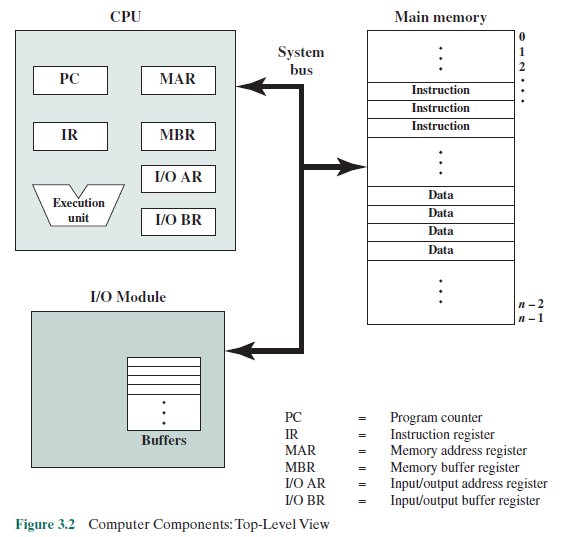 CPU
Main memory
System
bus
PC
MAR
IR
MBR
I/O AR
Execution
unit
I/O BR
0
1
2
Instruction
Instruction
Instruction
Data
Data
Data
Data
n – 2
n – 1
I/O Module
Buffers
PC = Program counter
IR = Instruction register
MAR = Memory address register
MBR = Memory buffer register
I/O AR = Input/output address register
I/O BR = Input/output buffer register
Figure 3.2 Computer Components: Top-Level View